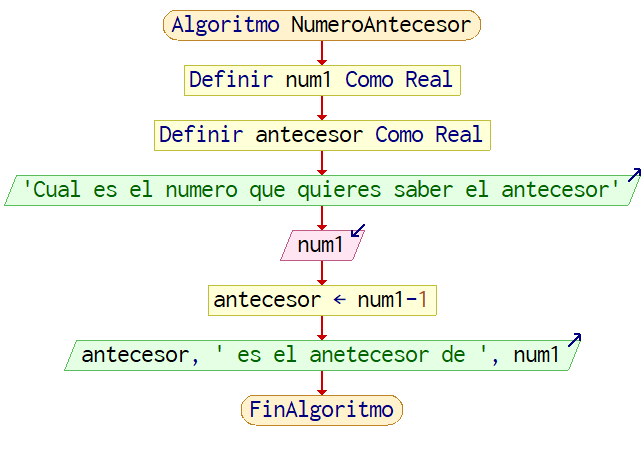 Algoritmo NumeroAntecesor
Definir num1 Como Real
Definir antecesor Como Real
'Cual es el numero que quieres saber el antecesor'
num1
antecesor ← num1-1
antecesor, ' es el anetecesor de ', num1
FinAlgoritmo